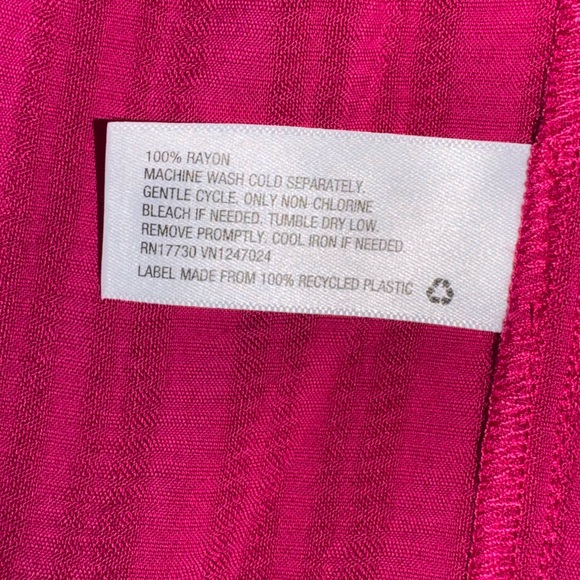 100% RAYON
MACHINE WASH COLD SEPARATELY.
GENTLE CYCLE. ONLY NON-CHLORINE
BLEACH IF NEEDED. TUMBLE DRY LOW.
REMOVE PROMPTLY. COOL IRON IF NEEDED.
RN17730 VN1247024
LABEL MADE FROM 100% RECYCLED PLASTIC